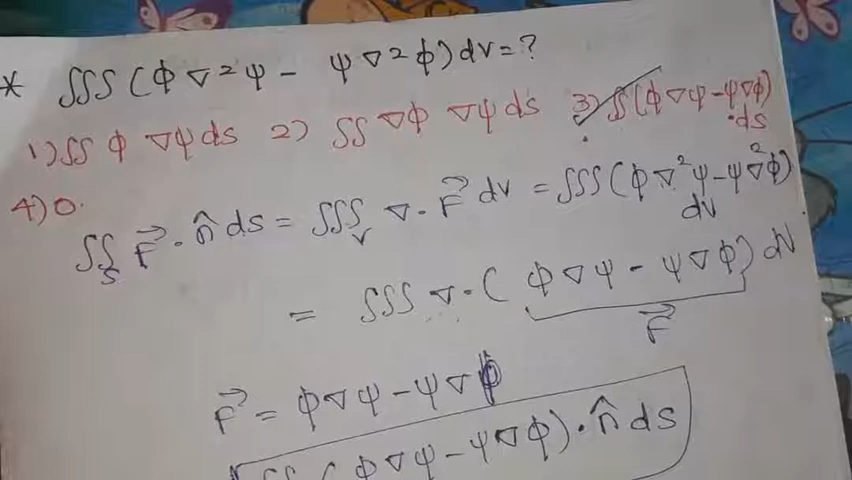 * ∫∫∫ (Φ ∇²Ψ - Ψ ∇²Φ) dv = ?
1) ∫∫ Φ ∇Ψ ds 2) ∫∫ ∇Φ ∇Ψ ds 3) ∫(Φ∇Ψ-Ψ∇Φ)
·ds
4) 0.
∫∫_S F⃗ · n̂ ds = ∫∫∫_V ∇ · F⃗ dv = ∫∫∫ (Φ∇²Ψ-Ψ∇²Φ)
dv
= ∫∫∫ ∇ · (Φ∇Ψ - Ψ∇Φ) dV
F⃗
F⃗ = Φ∇Ψ - Ψ∇Φ
∫∫ (Φ∇Ψ-Ψ∇Φ) · n̂ ds